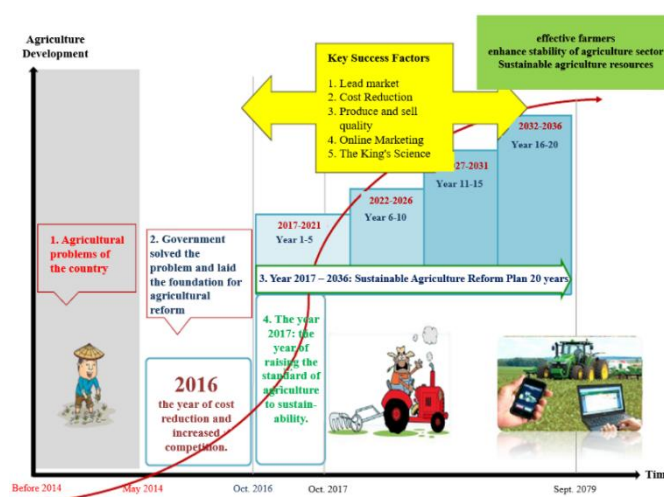 Agriculture
Development
effective farmers
enhance stability of agriculture sector
Sustainable agriculture resources
Key Success Factors
1. Lead market
2. Cost Reduction
3. Produce and sell
quality
4. Online Marketing
5. The King's Science
2032-2036
Year 16-20
27-2031
Year 11-15
2022-2026
Year 6-10
2017-2021
Year 1-5
1. Agricultural
problems of
the country
2. Government
solved the
problem and laid
the foundation for
agricultural
reform
3. Year 2017 – 2036: Sustainable Agriculture Reform Plan 20 years
4. The year
2017: the
year of
raising the
standard of
agriculture
to sustain-
ability.
2016
the year of cost
reduction and
increased
competition.
Before 2014
May 2014
Oct. 2016
Oct. 2017
Sept. 2079
Tim